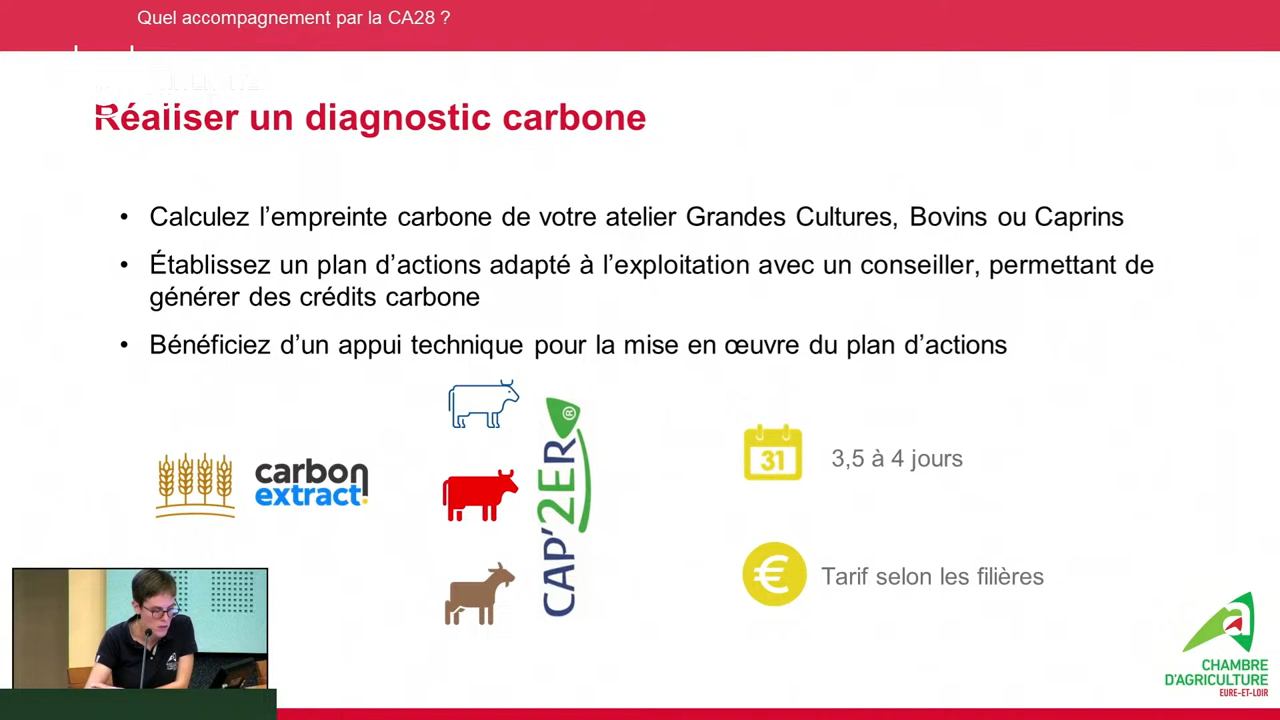 Quel accompagnement par la CA28 ?
Réaliser un diagnostic carbone
• Calculez l’empreinte carbone de votre atelier Grandes Cultures, Bovins ou Caprins
• Établissez un plan d’actions adapté à l’exploitation avec un conseiller, permettant de
générer des crédits carbone
• Bénéficiez d’un appui technique pour la mise en œuvre du plan d’actions
carbon
extract.
CAP'2ER®
31
3,5 à 4 jours
€
Tarif selon les filières
a
CHAMBRE
D'AGRICULTURE
EURE-ET-LOIR